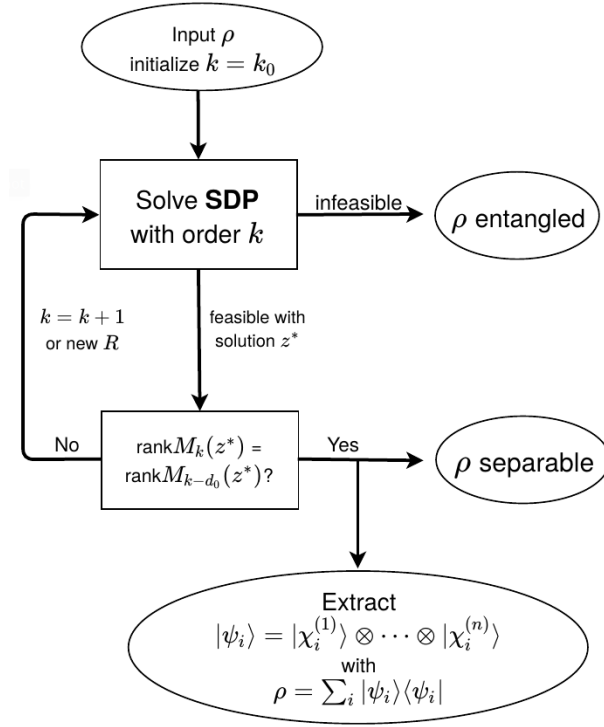 Input ρ
initialize k = k₀
Solve SDP
with order k
infeasible
ρ entangled
k = k + 1
or new R
feasible with
solution z*
No
rankM_k(z*) =
rankM_{k−d₀}(z*)?
Yes
ρ separable
Extract
|ψ_i⟩ = |χ_i^{(1)}⟩ ⊗ ⋯ ⊗ |χ_i^{(n)}⟩
with
ρ = ∑_i |ψ_i⟩⟨ψ_i|